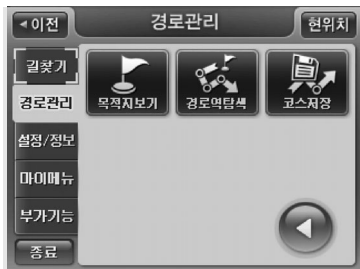 이전
경로관리
현위치
길찾기
경로관리
설정/정보
마이메뉴
부가기능
종료
목적지보기
경로역탐색
코스저장